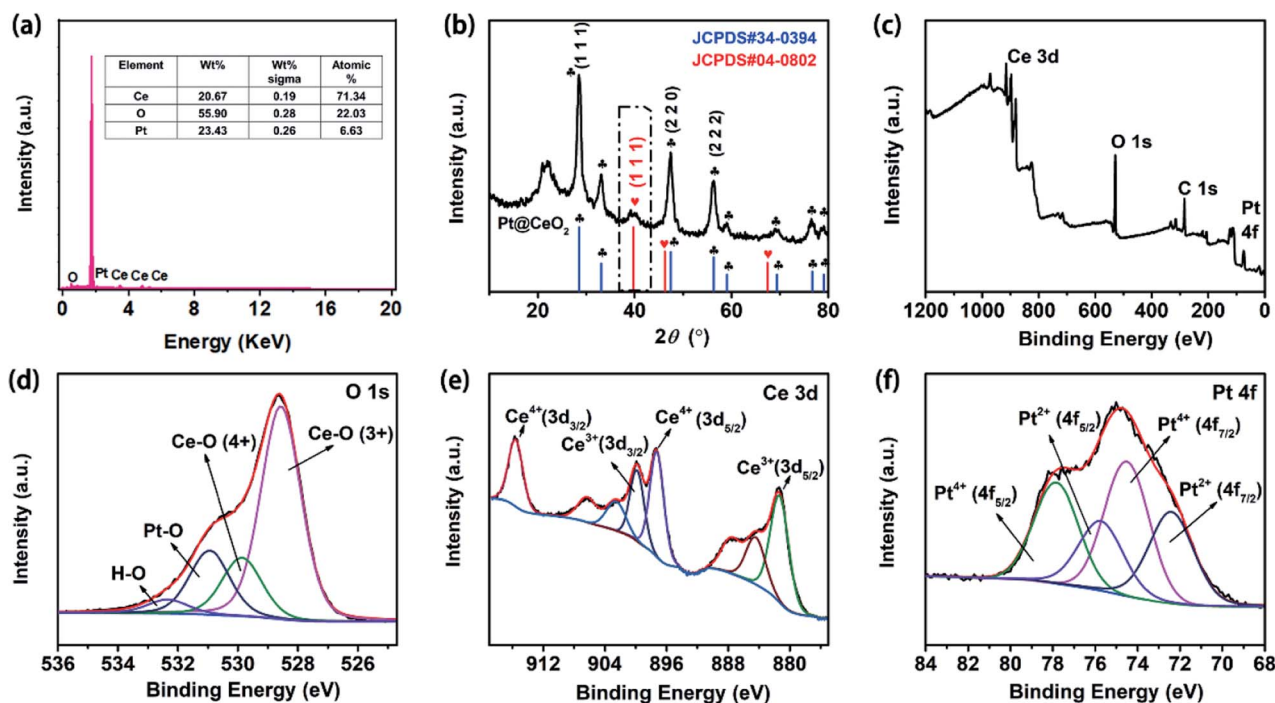 (a)
Intensity (a.u.)
Element Wt% Wt% sigma Atomic %
Ce 20.67 0.19 71.34
O 55.90 0.28 22.03
Pt 23.43 0.26 6.63
O Pt Ce Ce Ce
0 4 8 12 16 20
Energy (KeV)
(b)
Intensity (a.u.)
JCPDS#34-0394
JCPDS#04-0802
♣ (1 1 1)
♣
♥ (1 1 1)
♣ (2 2 0)
♣ (2 2 2)
♣ ♣ ♣ ♣
Pt@CeO₂
♣ ♣ ♥ ♣ ♣ ♣ ♥ ♣ ♣ ♣
20 40 60 80
2θ (°)
(c)
Intensity (a.u.)
Ce 3d
O 1s
C 1s
Pt
4f
1200 1000 800 600 400 200 0
Binding Energy (eV)
(d)
Intensity (a.u.)
O 1s
Ce-O (4+)
Ce-O (3+)
Pt-O
H-O
536 534 532 530 528 526
Binding Energy (eV)
(e)
Intensity (a.u.)
Ce 3d
Ce⁴⁺(3d₃/₂)
Ce⁴⁺(3d₅/₂)
Ce³⁺(3d₃/₂)
Ce³⁺(3d₅/₂)
912 904 896 888 880
Binding Energy (eV)
(f)
Intensity (a.u.)
Pt 4f
Pt²⁺ (4f₅/₂)
Pt⁴⁺ (4f₇/₂)
Pt⁴⁺ (4f₅/₂)
Pt²⁺ (4f₇/₂)
84 82 80 78 76 74 72 70 68
Binding Energy (eV)